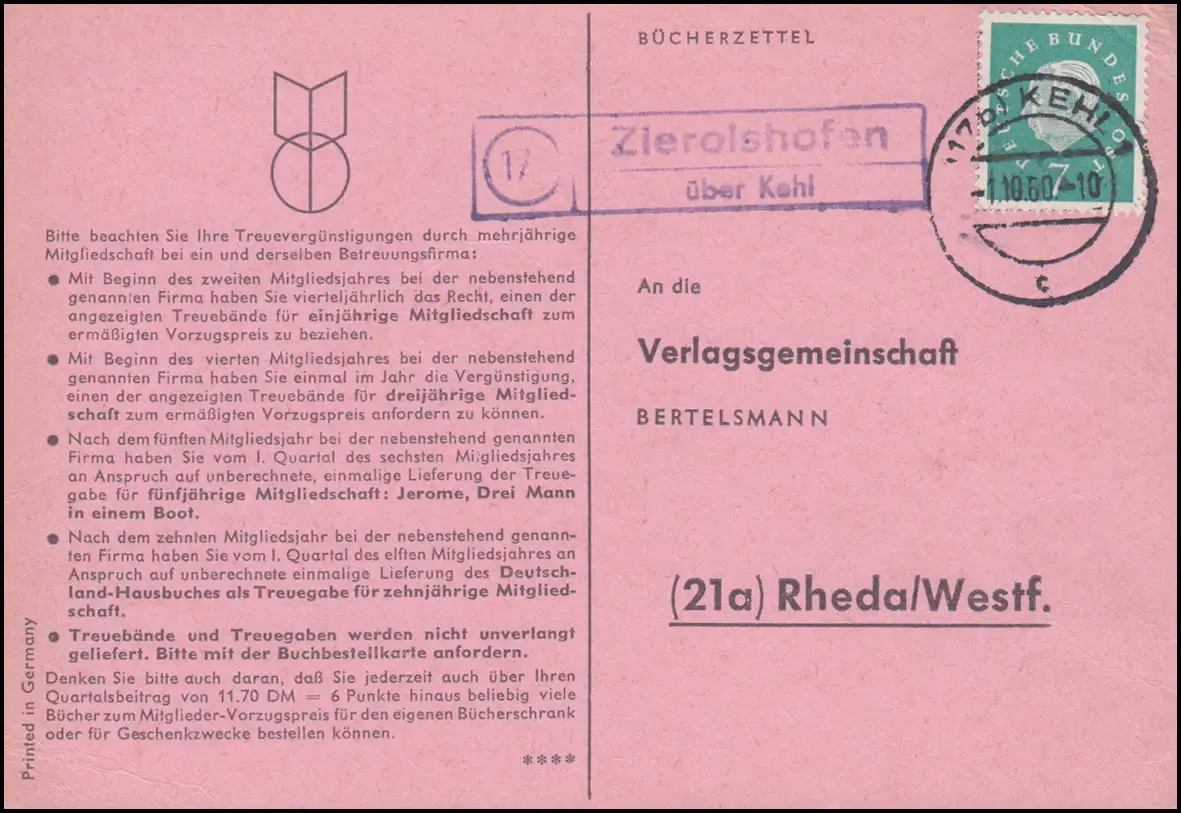 Bitte beachten Sie Ihre Treuevergünstigungen durch mehrjährige
Mitgliedschaft bei ein und derselben Betreuungsfirma:
● Mit Beginn des zweiten Mitgliedsjahres bei der nebenstehend
genannten Firma haben Sie vierteljährlich das Recht, einen der
angezeigten Treuebände für einjährige Mitgliedschaft zum
ermäßigten Vorzugspreis zu beziehen.
● Mit Beginn des vierten Mitgliedsjahres bei der nebenstehend
genannten Firma haben Sie einmal im Jahr die Vergünstigung,
einen der angezeigten Treuebände für dreijährige Mitglied-
schaft zum ermäßigten Vorzugspreis anfordern zu können.
● Nach dem fünften Mitgliedsjahr bei der nebenstehend genannten
Firma haben Sie vom I. Quartal des sechsten Mitgliedsjahres
an Anspruch auf unberechnete, einmalige Lieferung der Treue-
gabe für fünfjährige Mitgliedschaft: Jerome, Drei Mann
in einem Boot.
● Nach dem zehnten Mitgliedsjahr bei der nebenstehend genann-
ten Firma haben Sie vom I. Quartal des elften Mitgliedsjahres an
Anspruch auf unberechnete einmalige Lieferung des Deutsch-
land-Hausbuches als Treuegabe für zehnjährige Mitglied-
schaft.
● Treuebände und Treuegaben werden nicht unverlangt
geliefert. Bitte mit der Buchbestellkarte anfordern.
Denken Sie bitte auch daran, daß Sie jederzeit auch über Ihren
Quartalsbeitrag von 11.70 DM = 6 Punkte hinaus beliebig viele
Bücher zum Mitglieder-Vorzugspreis für den eigenen Bücherschrank
oder für Geschenkzwecke bestellen können.
****
Printed in Germany
BÜCHERZETTEL
17
Zierolshofen
über Kehl
DEUTSCHE BUNDESPOST
7
(17b) KEHL 1
-1.10.60.-10
c
An die
Verlagsgemeinschaft
BERTELSMANN
(21a) Rheda/Westf.